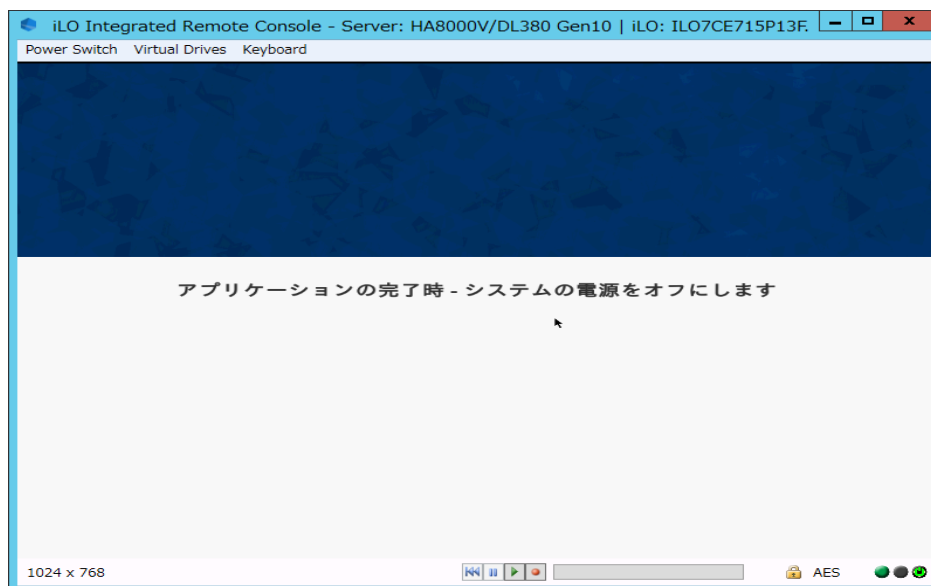 iLO Integrated Remote Console - Server: HA8000V/DL380 Gen10 | iLO: ILO7CE715P13F.
Power Switch Virtual Drives Keyboard
アプリケーションの完了時 - システムの電源をオフにします
1024 x 768
AES